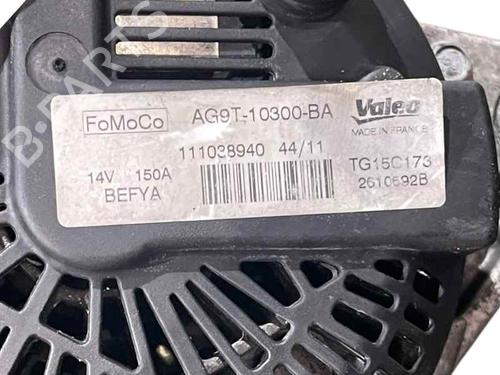 FoMoCo AG9T-10300-BA Valeo
MADE IN FRANCE
111038940 44/11 TG15C173
14V 150A 2610692B
BEFYA
B-PARTS